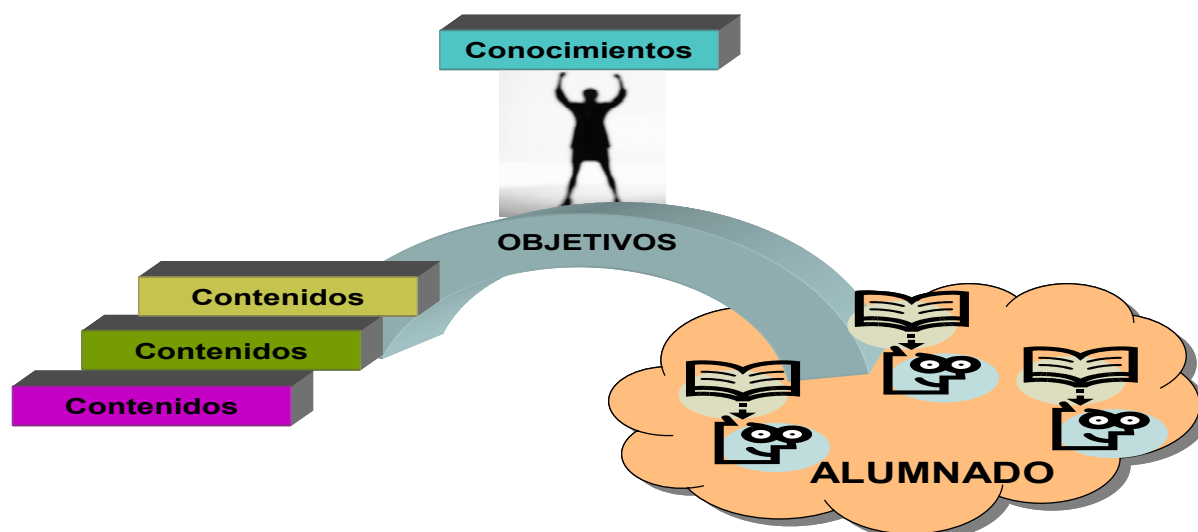 Conocimientos
OBJETIVOS
Contenidos
Contenidos
Contenidos
ALUMNADO